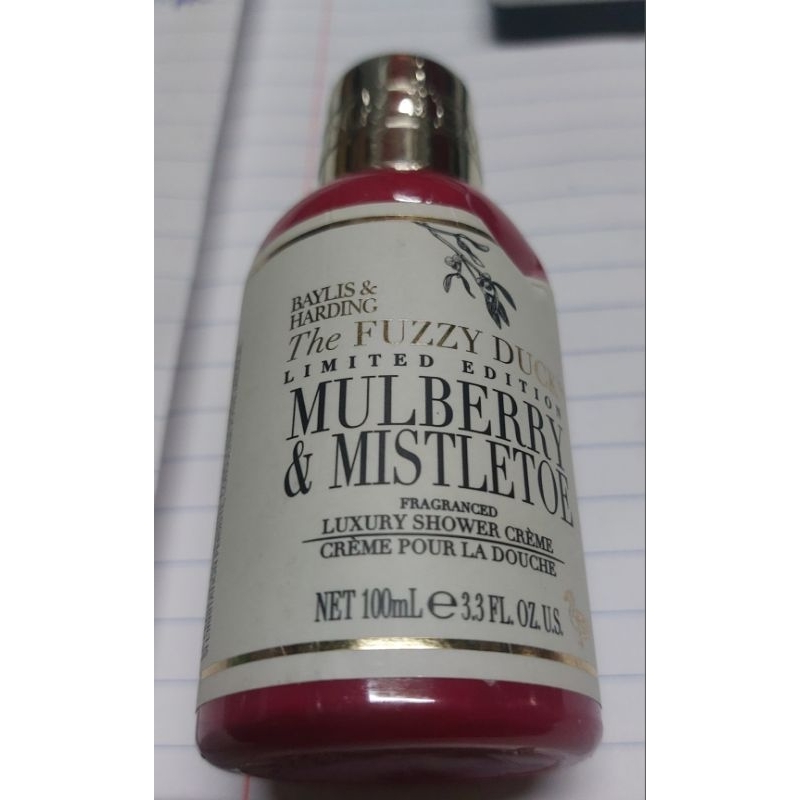 BAYLIS &
HARDING
The FUZZY DUCK
LIMITED EDITION
MULBERRY
& MISTLETOE
FRAGRANCED
LUXURY SHOWER CRÈME
CRÈME POUR LA DOUCHE
NET 100mL ℮ 3.3 FL. OZ. U.S.